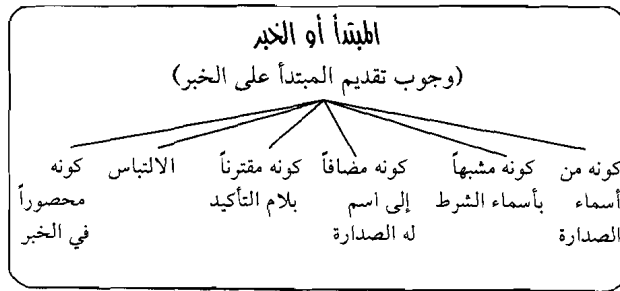 المبتدأ أو الخبر
(وجوب تقديم المبتدأ على الخبر)
كونه من كونه مشبهاً كونه مضافاً كونه مقترناً الالتباس كونه
أسماء بأسماء الشرط إلى اسم بلام التأكيد محصوراً
الصدارة له الصدارة في الخبر